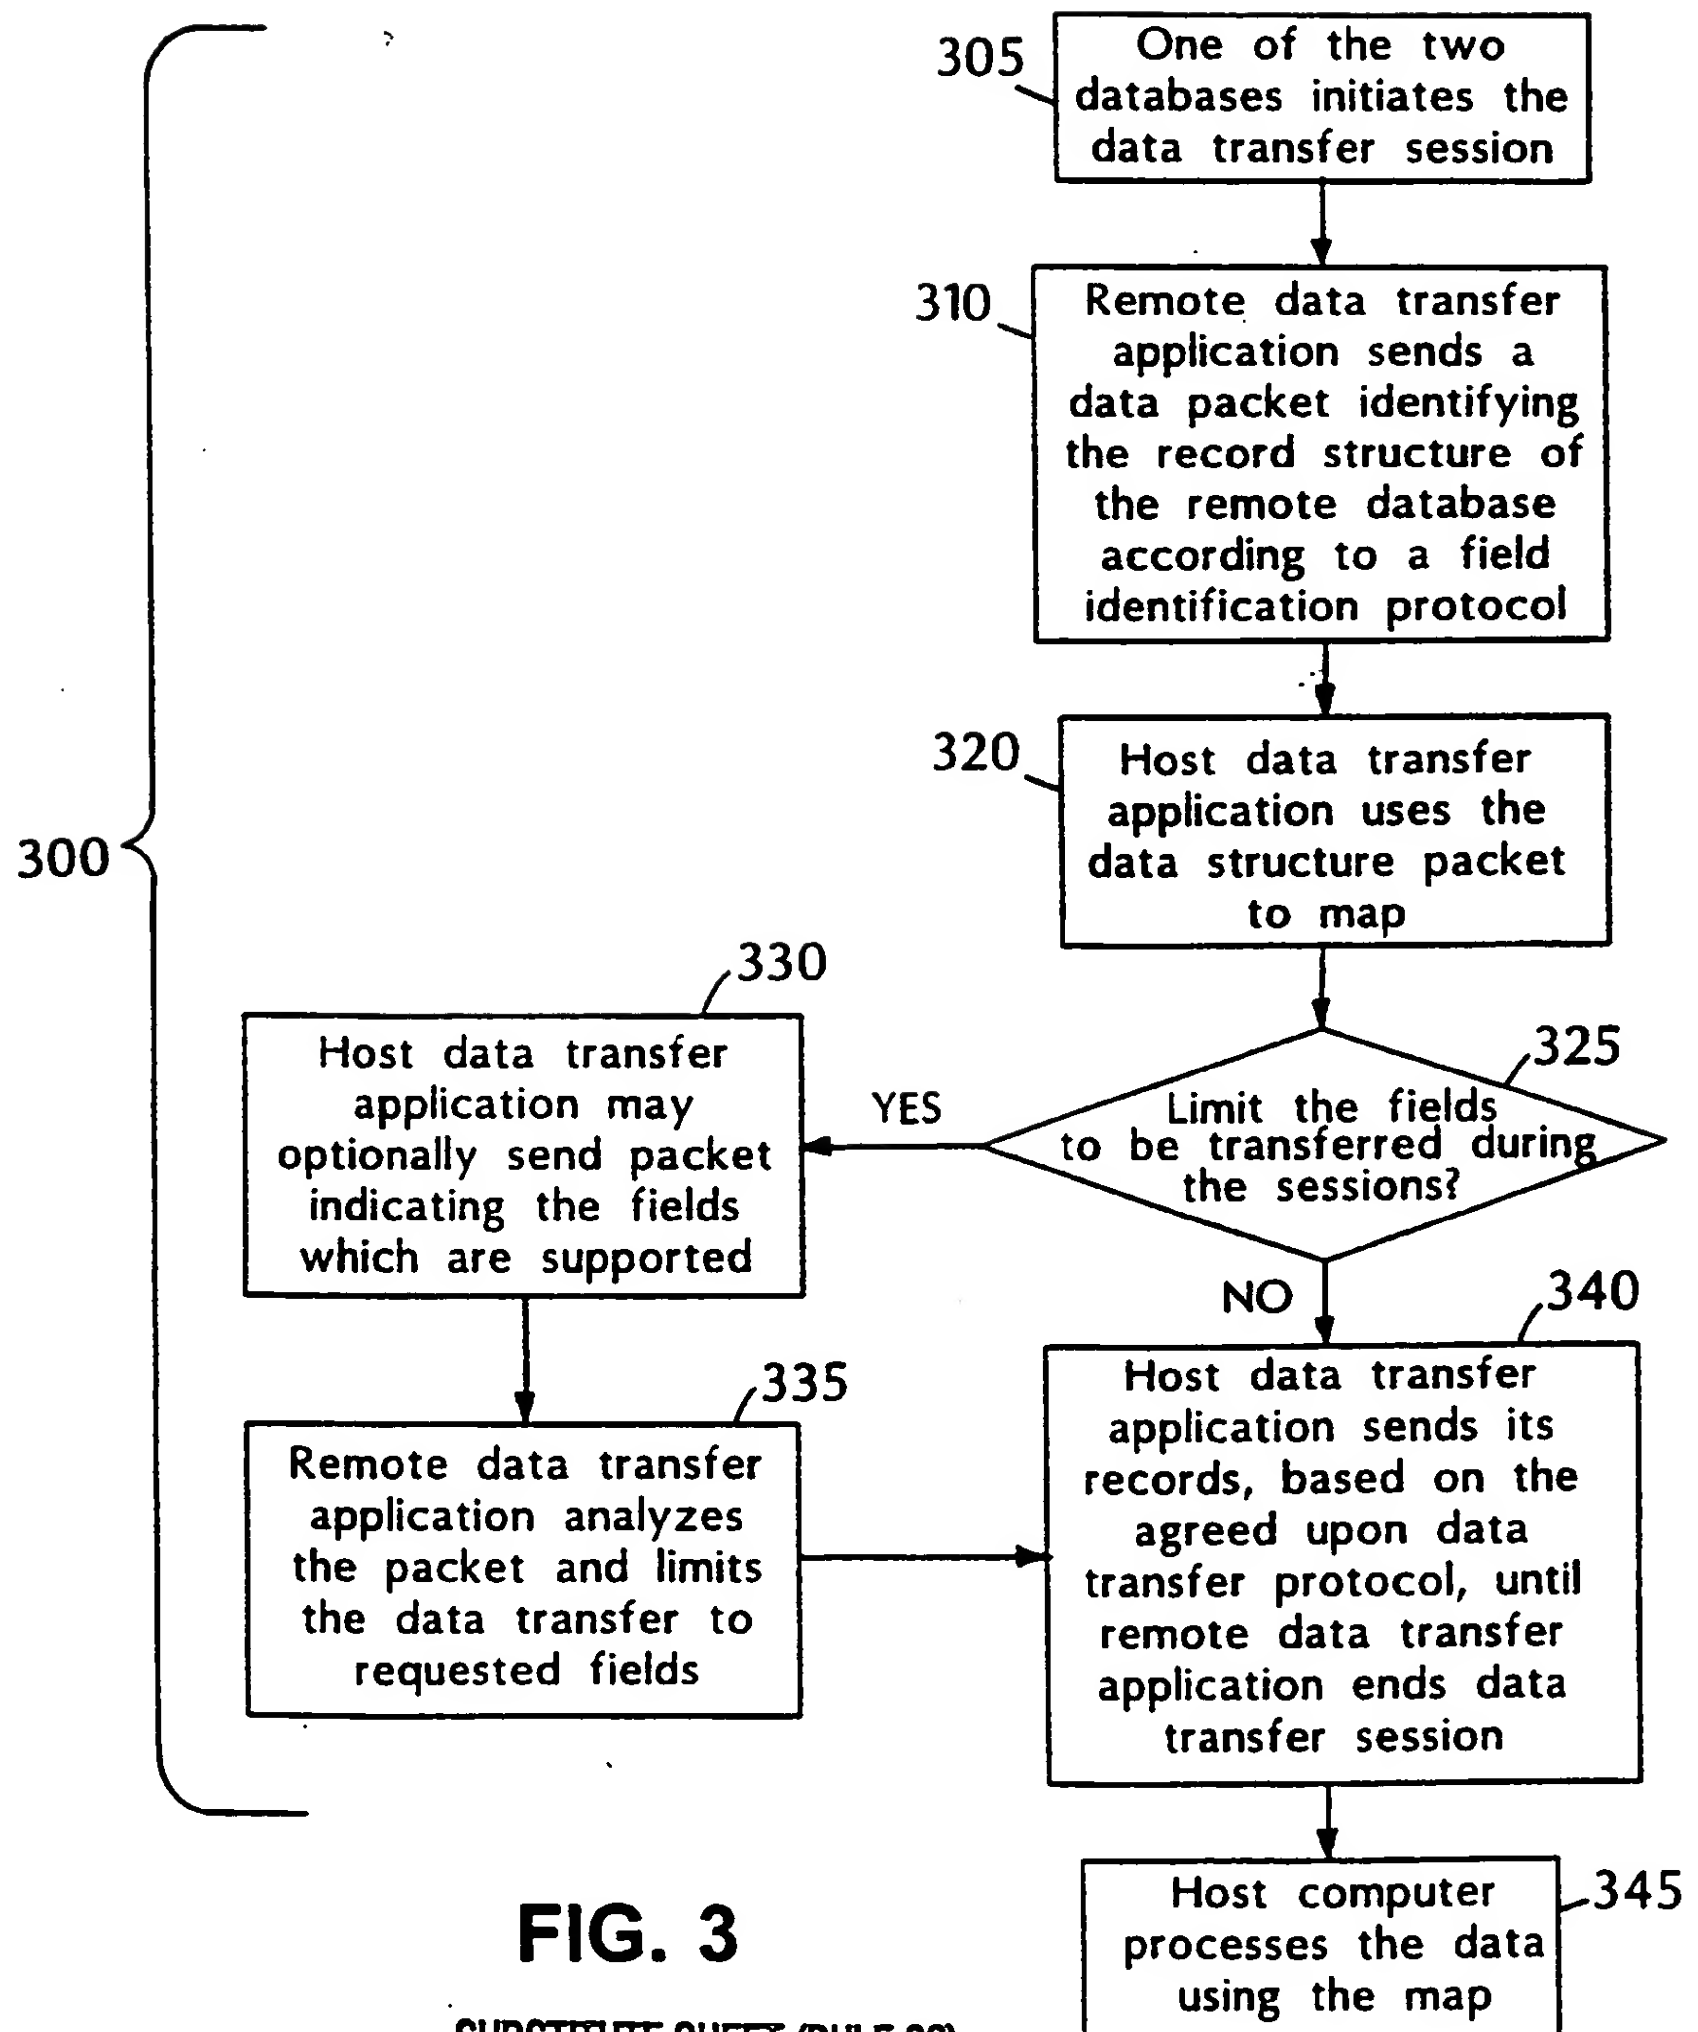 305
One of the two
databases initiates the
data transfer session
310
Remote data transfer
application sends a
data packet identifying
the record structure of
the remote database
according to a field
identification protocol
320
Host data transfer
application uses the
data structure packet
to map
300
325
Limit the fields
to be transferred during
the sessions?
YES
NO
330
Host data transfer
application may
optionally send packet
indicating the fields
which are supported
335
Remote data transfer
application analyzes
the packet and limits
the data transfer to
requested fields
340
Host data transfer
application sends its
records, based on the
agreed upon data
transfer protocol, until
remote data transfer
application ends data
transfer session
345
Host computer
processes the data
using the map
FIG. 3
SUBSTITUTE SHEET (RULE